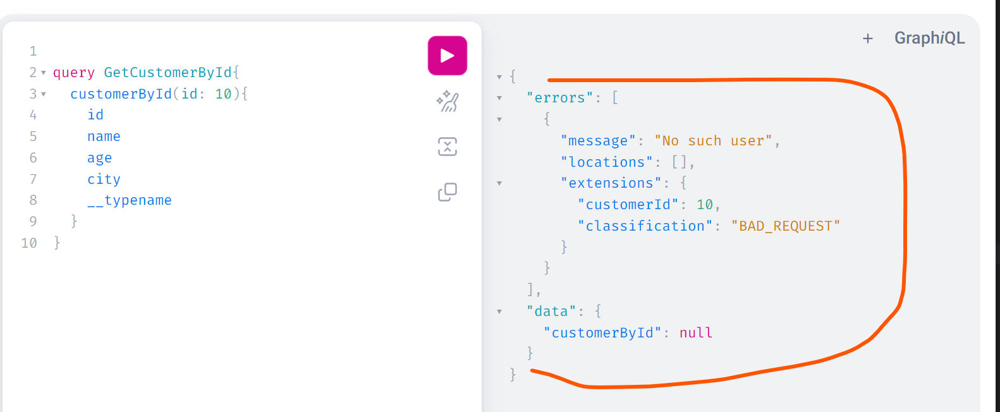 1
2 query GetCustomerById{
3 customerById(id: 10){
4 id
5 name
6 age
7 city
8 __typename
9 }
10 }
+ GraphiQL
{
"errors": [
{
"message": "No such user",
"locations": [],
"extensions": {
"customerId": 10,
"classification": "BAD_REQUEST"
}
}
],
"data": {
"customerById": null
}
}